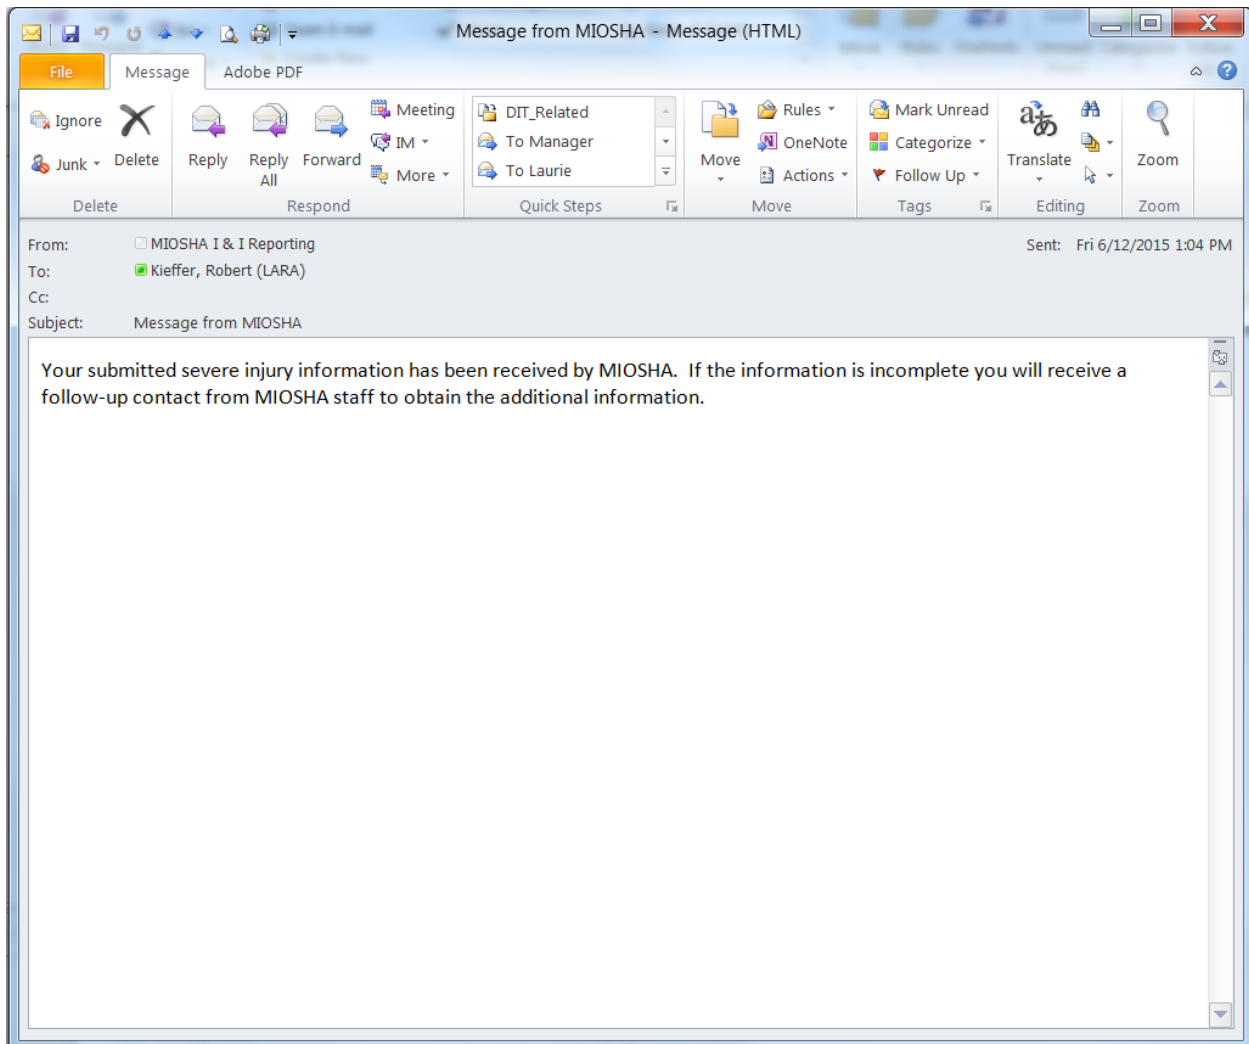 Message from MIOSHA - Message (HTML)
File Message Adobe PDF
Ignore
Junk
Delete
Reply
Reply All
Forward
Meeting
IM
More
DIT_Related
To Manager
To Laurie
Move
Rules
OneNote
Actions
Mark Unread
Categorize
Follow Up
Translate
Zoom
Delete Respond Quick Steps Move Tags Editing Zoom
From: MIOSHA I & I Reporting Sent: Fri 6/12/2015 1:04 PM
To: Kieffer, Robert (LARA)
Cc:
Subject: Message from MIOSHA
Your submitted severe injury information has been received by MIOSHA.  If the information is incomplete you will receive a
follow-up contact from MIOSHA staff to obtain the additional information.